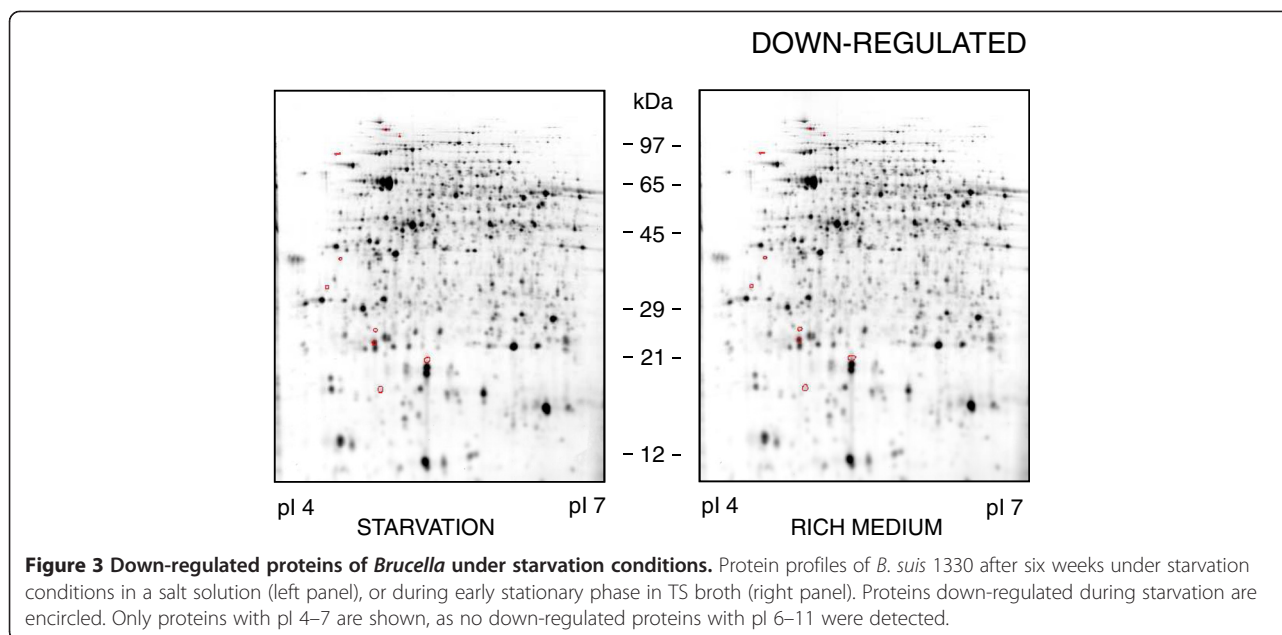 DOWN-REGULATED
kDa
– 97 –
– 65 –
– 45 –
– 29 –
– 21 –
– 12 –
pI 4
pI 7
pI 4
pI 7
STARVATION
RICH MEDIUM
Figure 3 Down-regulated proteins of Brucella under starvation conditions. Protein profiles of B. suis 1330 after six weeks under starvation
conditions in a salt solution (left panel), or during early stationary phase in TS broth (right panel). Proteins down-regulated during starvation are
encircled. Only proteins with pI 4–7 are shown, as no down-regulated proteins with pI 6–11 were detected.